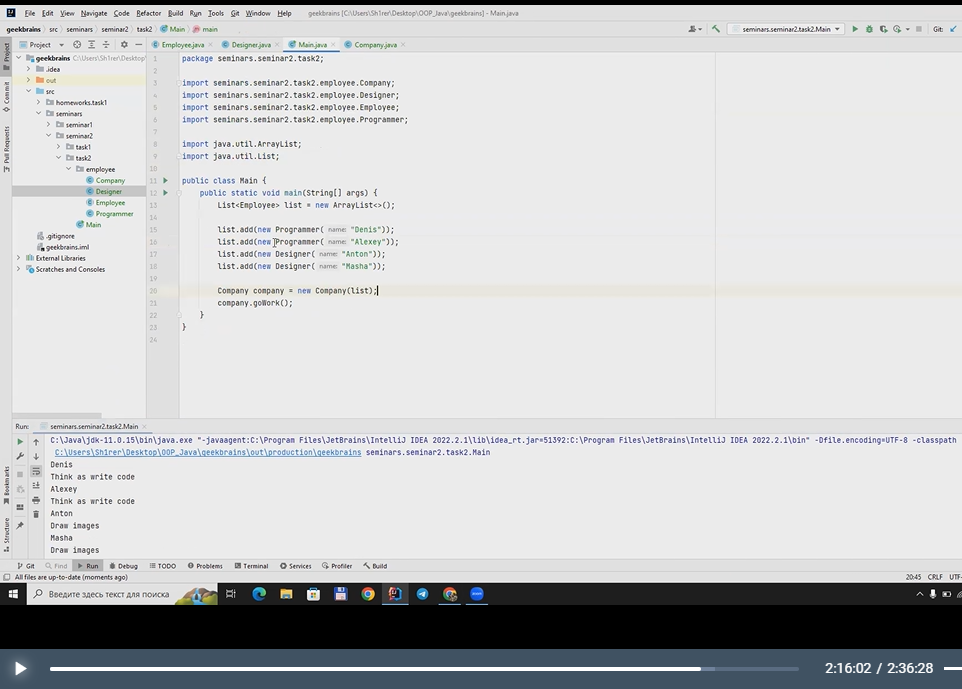 File Edit View Navigate Code Refactor Build Run Tools Git Window Help geekbrains [C:\Users\Sh1rer\Desktop\OOP_Java\geekbrains] - Main.java
geekbrains src seminars seminar2 task2 Main main seminars.seminar2.task2.Main Git:
Project Employee.java Designer.java Main.java Company.java
geekbrains C:\Users\Sh1rer\Desktop\
.idea
out
src
homeworks.task1
seminars
seminar1
seminar2
task1
task2
employee
Company
Designer
Employee
Programmer
Main
.gitignore
geekbrains.iml
External Libraries
Scratches and Consoles
Project
Commit
Pull Requests
Bookmarks
Structure
1 package seminars.seminar2.task2;
2
3 import seminars.seminar2.task2.employee.Company;
4 import seminars.seminar2.task2.employee.Designer;
5 import seminars.seminar2.task2.employee.Employee;
6 import seminars.seminar2.task2.employee.Programmer;
7
8 import java.util.ArrayList;
9 import java.util.List;
10
11 public class Main {
12 public static void main(String[] args) {
13 List<Employee> list = new ArrayList<>();
14
15 list.add(new Programmer( name: "Denis"));
16 list.add(new Programmer( name: "Alexey"));
17 list.add(new Designer( name: "Anton"));
18 list.add(new Designer( name: "Masha"));
19
20 Company company = new Company(list);
21 company.goWork();
22 }
23 }
24
Run: seminars.seminar2.task2.Main
C:\Java\jdk-11.0.15\bin\java.exe "-javaagent:C:\Program Files\JetBrains\IntelliJ IDEA 2022.2.1\lib\idea_rt.jar=51392:C:\Program Files\JetBrains\IntelliJ IDEA 2022.2.1\bin" -Dfile.encoding=UTF-8 -classpath
C:\Users\Sh1rer\Desktop\OOP_Java\geekbrains\out\production\geekbrains seminars.seminar2.task2.Main
Denis
Think as write code
Alexey
Think as write code
Anton
Draw images
Masha
Draw images
Git Find Run Debug TODO Problems Terminal Services Profiler Build
All files are up-to-date (moments ago) 20:45 CRLF UTF-
Введите здесь текст для поиска
2:16:02 / 2:36:28